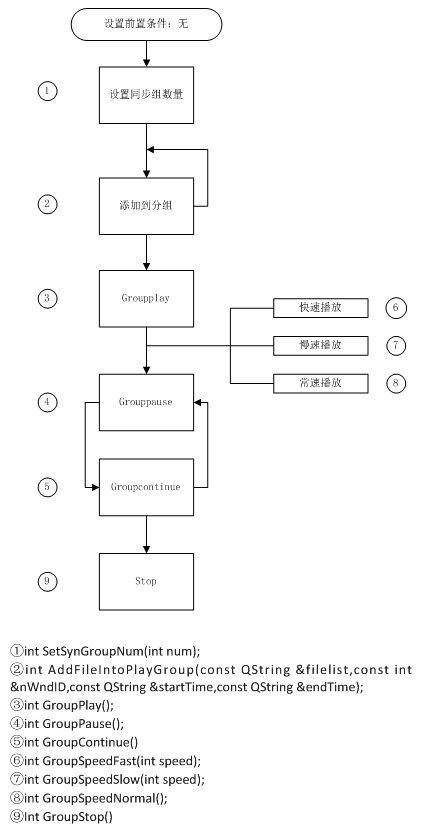 设置前置条件: 无
① 设置同步组数量
② 添加到分组
③ Groupplay
快速播放 ⑥
慢速播放 ⑦
常速播放 ⑧
④ Grouppause
⑤ Groupcontinue
⑨ Stop
①int SetSynGroupNum(int num);
②int AddFileIntoPlayGroup(const QString &filelist,const int
&nWndID,const QString &startTime,const QString &endTime);
③int GroupPlay();
④int GroupPause();
⑤int GroupContinue()
⑥int GroupSpeedFast(int speed);
⑦int GroupSpeedSlow(int speed);
⑧int GroupSpeedNormal();
⑨Int GroupStop()